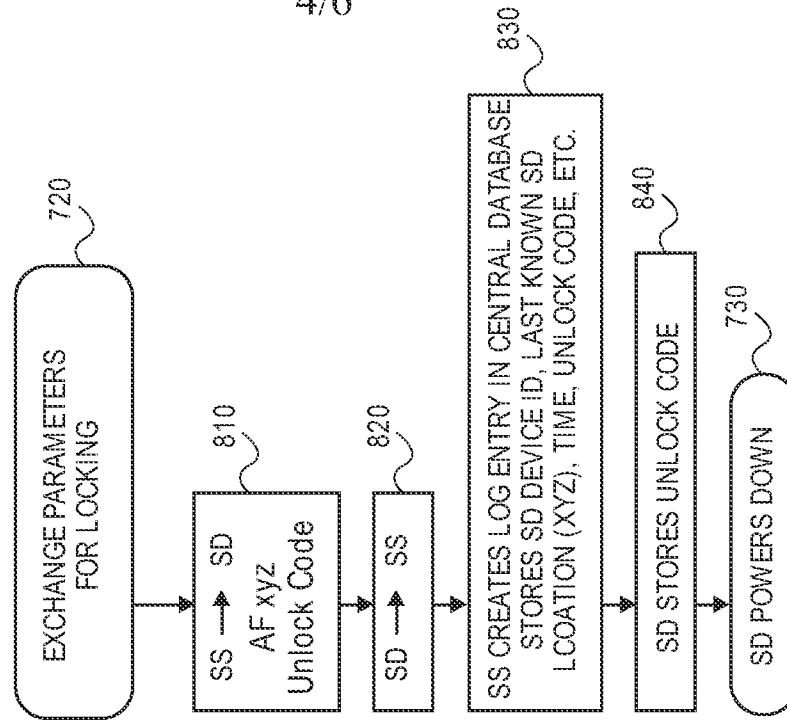 4/6
EXCHANGE PARAMETERS
FOR LOCKING
720
SS → SD
AF xyz
Unlock Code
810
SD → SS
820
SS CREATES LOG ENTRY IN CENTRAL DATABASE
STORES SD DEVICE ID, LAST KNOWN SD
LCOATION (XYZ), TIME, UNLOCK CODE, ETC.
830
SD STORES UNLOCK CODE
840
SD POWERS DOWN
730